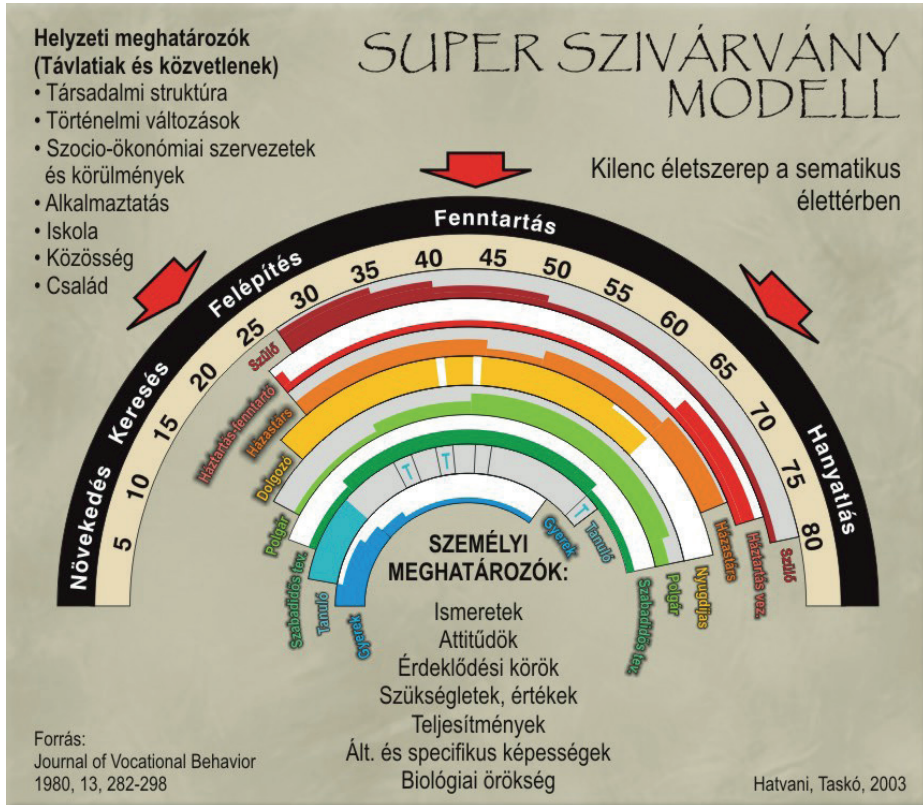 Helyzeti meghatározók
(Távlatiak és közvetlenek)
• Társadalmi struktúra
• Történelmi változások
• Szocio-ökonómiai szervezetek
és körülmények
• Alkalmaztatás
• Iskola
• Közösség
• Család
SUPER SZIVÁRVÁNY
MODELL
Kilenc életszerep a sematikus
élettérben
Növekedés
Keresés
Felépítés
Fenntartás
Hanyatlás
5
10
15
20
25
30
35
40
45
50
55
60
65
70
75
80
Szülő
Háztartás-fenntartó
Házastárs
Dolgozó
Polgár
Szabadidős tev.
Tanuló
Gyerek
T
T
T
Gyerek
Tanuló
Szabadidős tev.
Polgár
Nyugdíjas
Házastárs
Háztartás vez.
Szülő
SZEMÉLYI
MEGHATÁROZÓK:
Ismeretek
Attitűdök
Érdeklődési körök
Szükségletek, értékek
Teljesítmények
Ált. és specifikus képességek
Biológiai örökség
Forrás:
Journal of Vocational Behavior
1980, 13, 282-298
Hatvani, Taskó, 2003